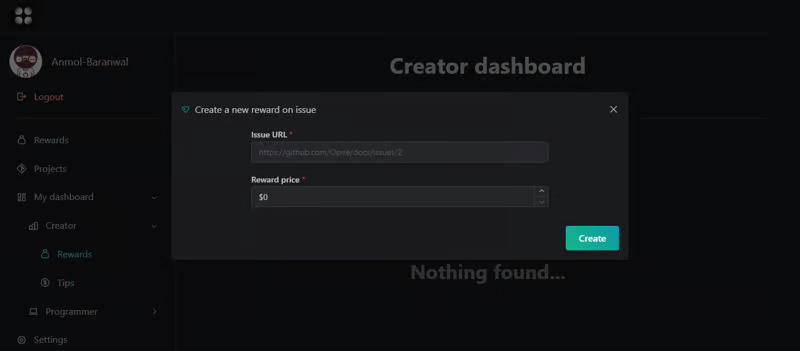 Anmol-Baranwal
Creator dashboard
Logout
Create a new reward on issue
Issue URL *
https://github.com/Opire/docs/issues/2
Rewards
Projects
Reward price *
$0
My dashboard
Creator
Create
Rewards
Nothing found...
Tips
Programmer
Settings